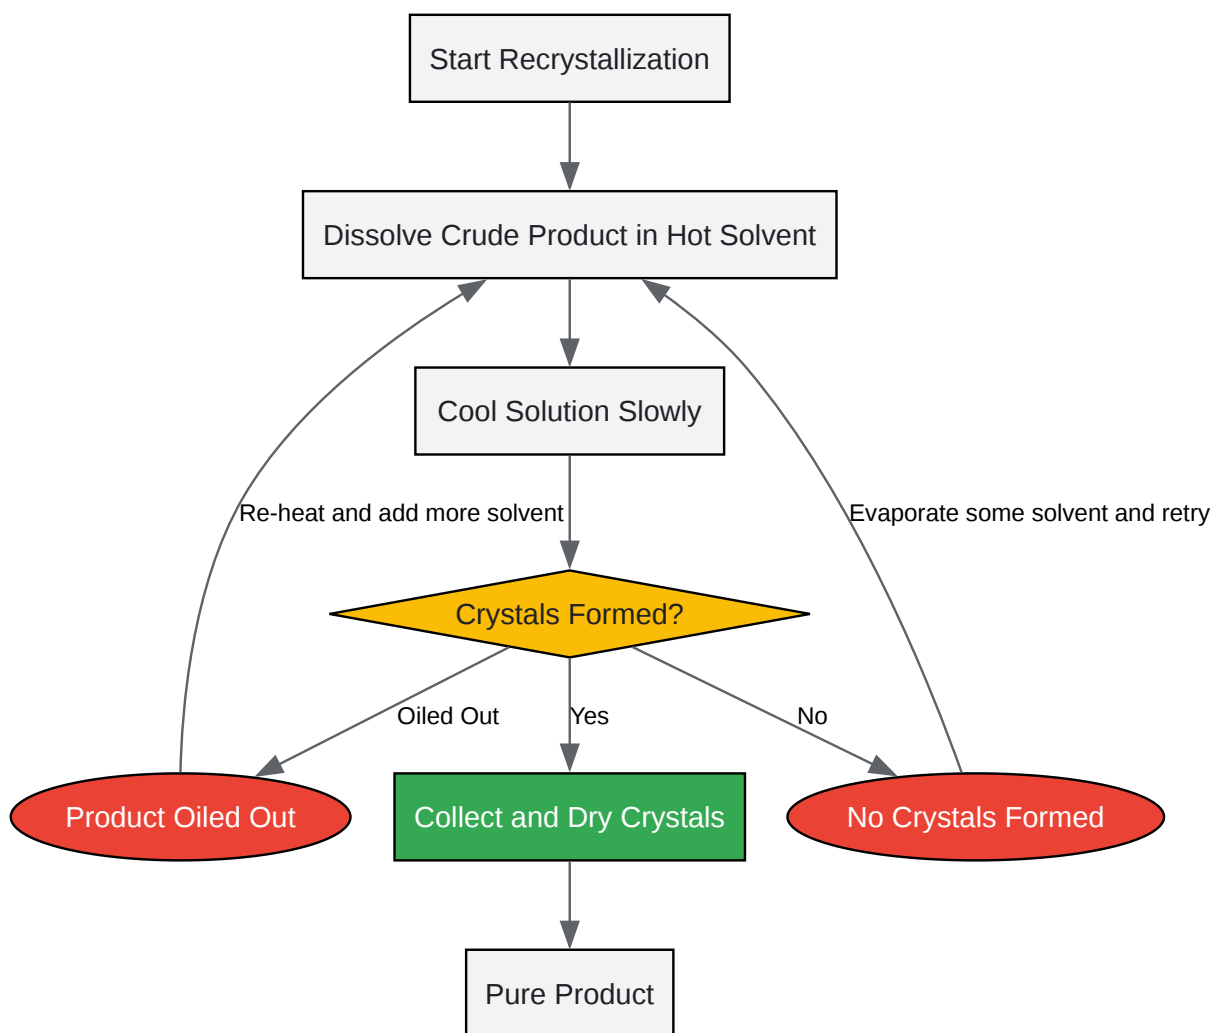 Start Recrystallization
Dissolve Crude Product in Hot Solvent
Cool Solution Slowly
Re-heat and add more solvent
Evaporate some solvent and retry
Crystals Formed?
Oiled Out
Yes
No
Product Oiled Out
Collect and Dry Crystals
No Crystals Formed
Pure Product